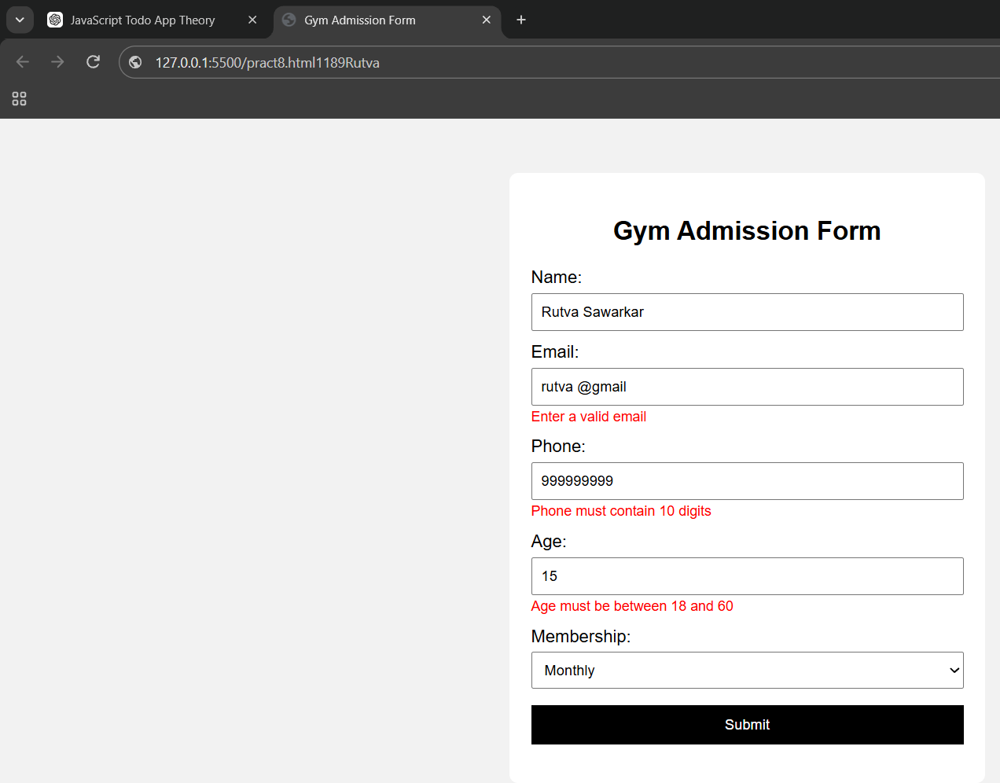 JavaScript Todo App Theory
Gym Admission Form
127.0.0.1:5500/pract8.html1189Rutva
Gym Admission Form
Name:
Rutva Sawarkar
Email:
rutva @gmail
Enter a valid email
Phone:
999999999
Phone must contain 10 digits
Age:
15
Age must be between 18 and 60
Membership:
Monthly
Submit